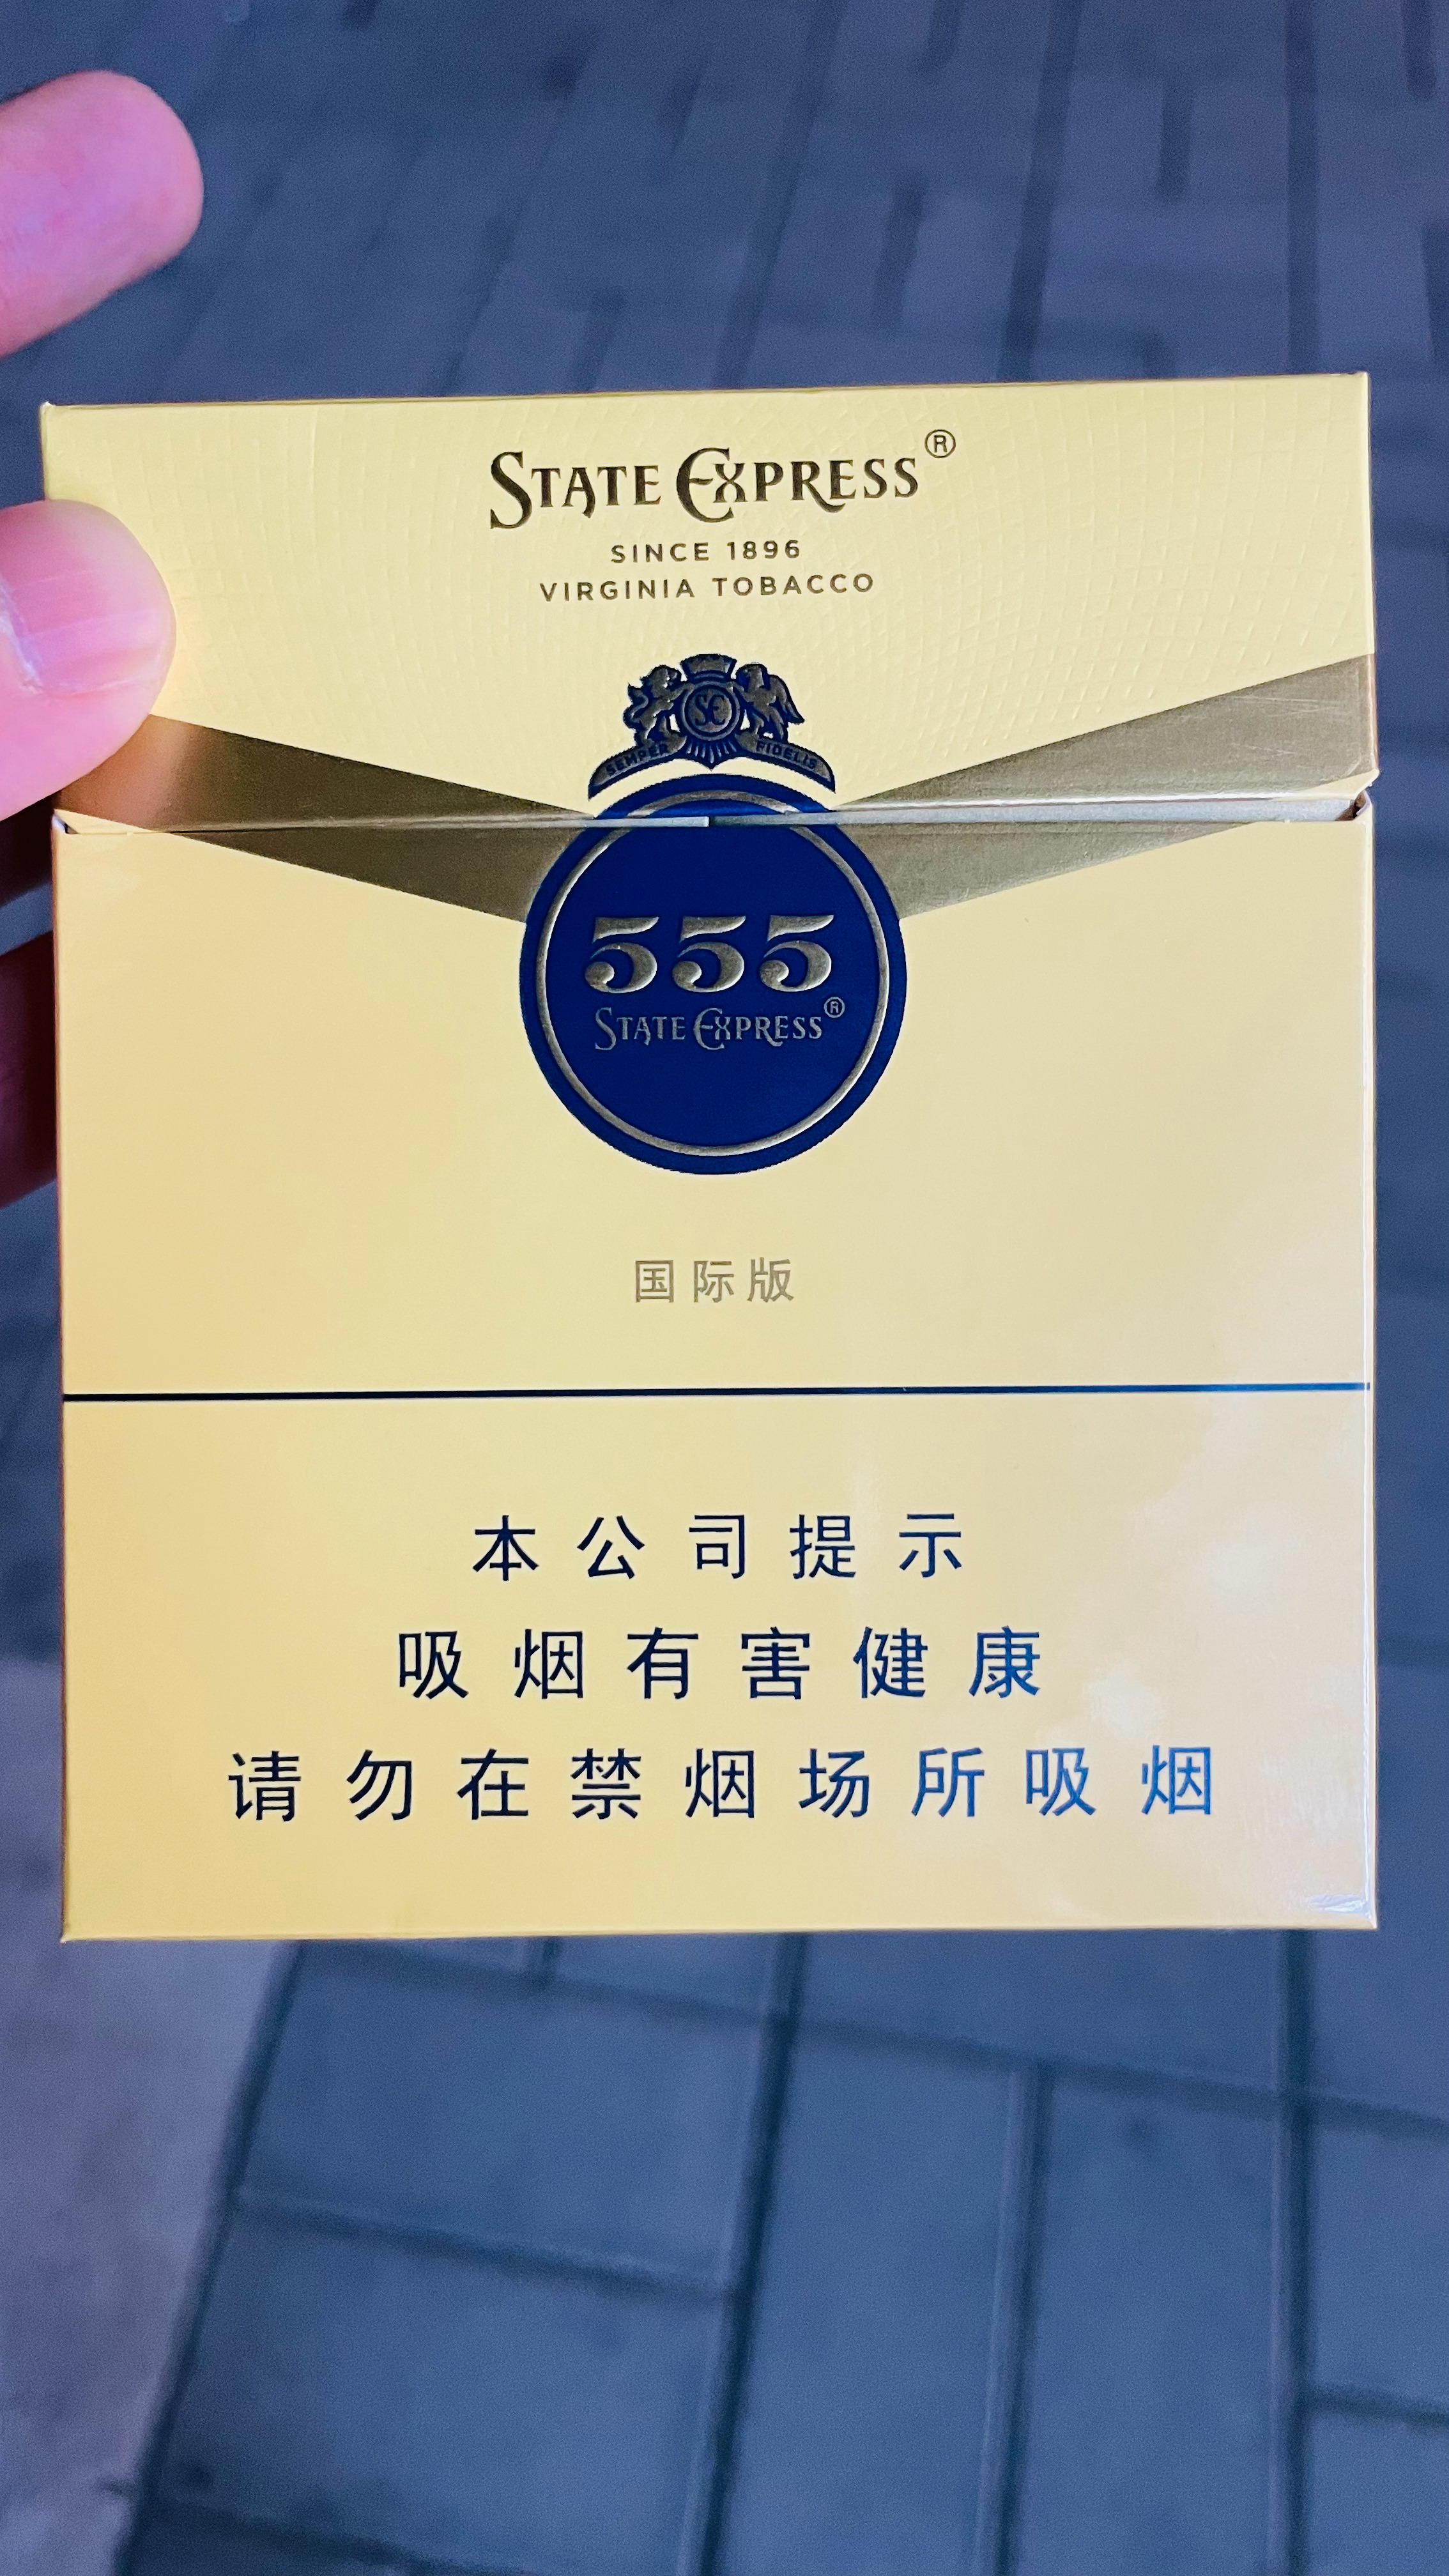 STATE EXPRESS®
SINCE 1896
VIRGINIA TOBACCO
SE
SEMPER FIDELIS
555
STATE EXPRESS®
国际版
本公司提示
吸烟有害健康
请勿在禁烟场所吸烟